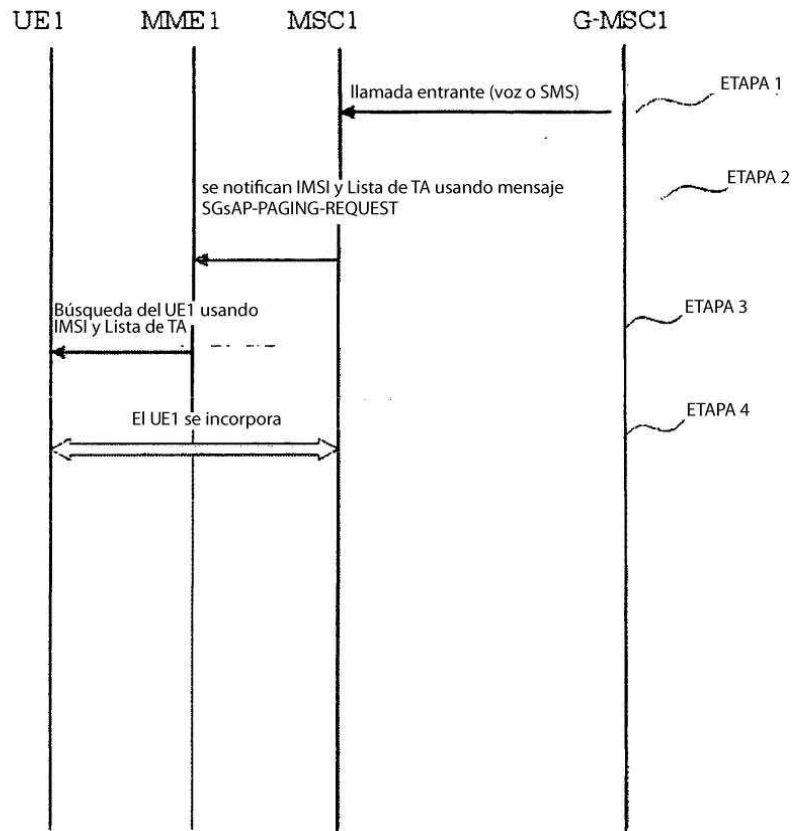 UE1 MME1 MSC1 G-MSC1
llamada entrante (voz o SMS)
ETAPA 1
se notifican IMSI y Lista de TA usando mensaje
SGsAP-PAGING-REQUEST
ETAPA 2
Búsqueda del UE1 usando
IMSI y Lista de TA
ETAPA 3
El UE1 se incorpora
ETAPA 4